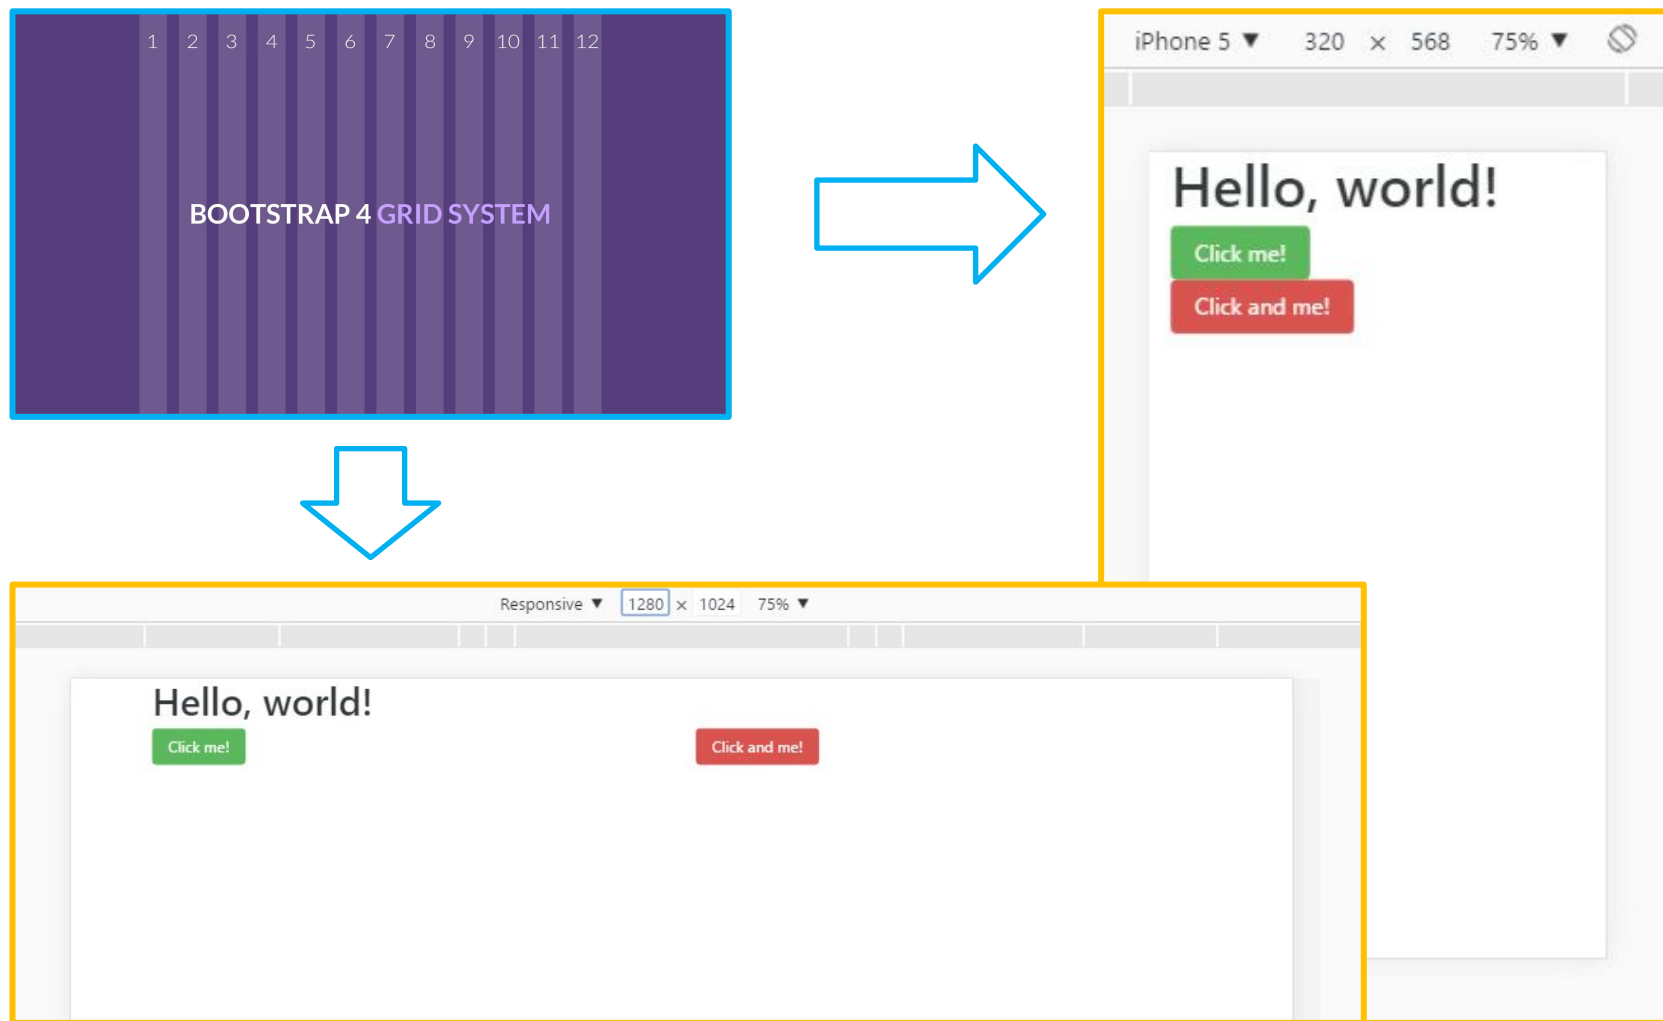 1 2 3 4 5 6 7 8 9 10 11 12
BOOTSTRAP 4 GRID SYSTEM
iPhone 5 ▼ 320 × 568 75% ▼
Hello, world!
Click me!
Click and me!
Responsive ▼ 1280 × 1024 75% ▼
Hello, world!
Click me! Click and me!